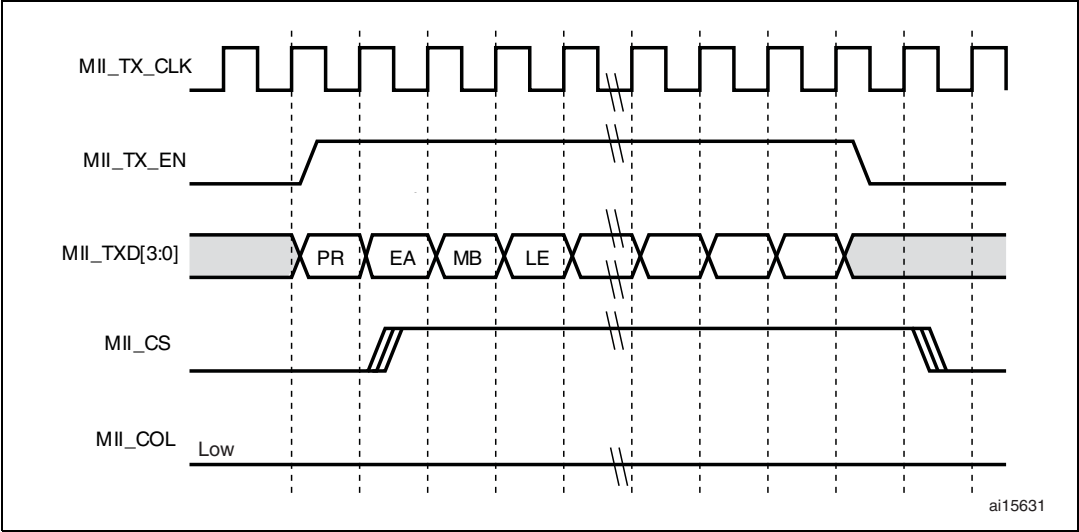 MII_TX_CLK
MII_TX_EN
MII_TXD[3:0]
PR EA MB LE
MII_CS
MII_COL
Low
ai15631